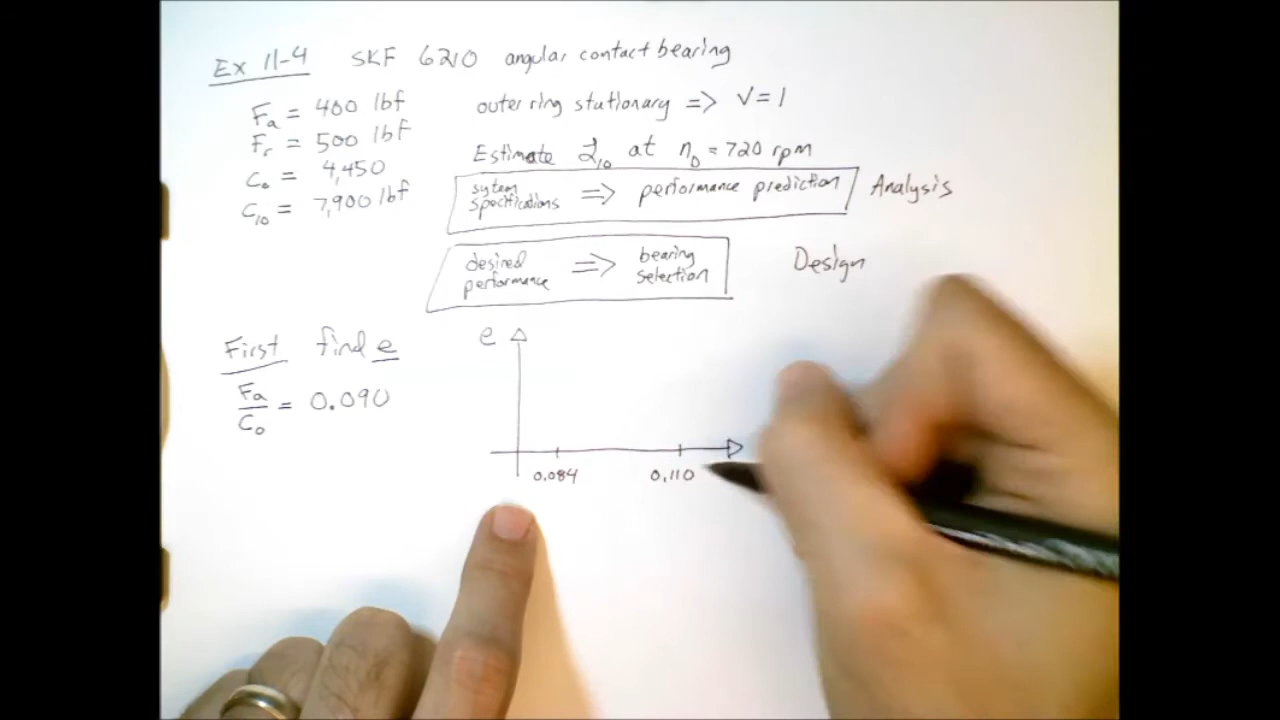 Ex 11-4 SKF 6210 angular contact bearing
Fa = 400 lbf
Fr = 500 lbf
C0 = 4,450
C10 = 7,900 lbf
outer ring stationary => V = 1
Estimate ℒ10 at nD = 720 rpm
sytem specifications => performance prediction Analysis
desired performance => bearing selection Design
First find e
Fa/C0 = 0.090
e
0.084 0.110